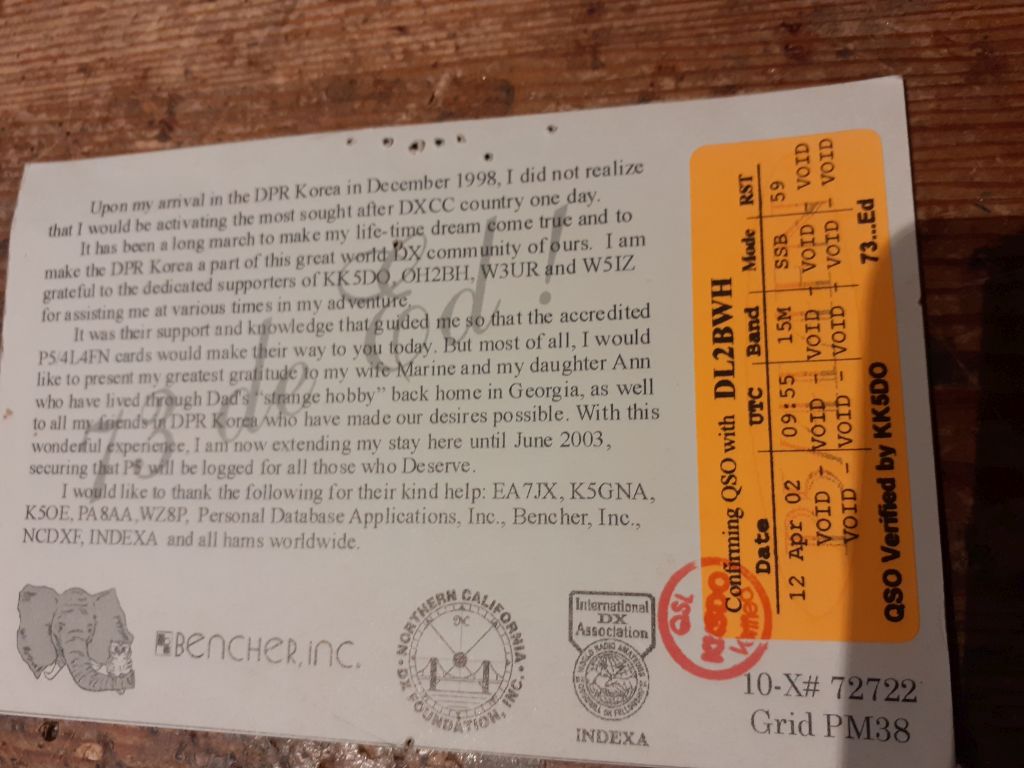 Upon my arrival in the DPR Korea in December 1998, I did not realize
that I would be activating the most sought after DXCC country one day.
It has been a long march to make my life-time dream come true and to
make the DPR Korea a part of this great world DX community of ours. I am
grateful to the dedicated supporters of KK5DO, OH2BH, W3UR and W5IZ
for assisting me at various times in my adventure.
It was their support and knowledge that guided me so that the accredited
P5/4L4FN cards would make their way to you today. But most of all, I would
like to present my greatest gratitude to my wife Marine and my daughter Ann
who have lived through Dad's "strange hobby" back home in Georgia, as well
to all my friends in DPR Korea who have made our desires possible. With this
wonderful experience, I am now extending my stay here until June 2003,
securing that P5 will be logged for all those who Deserve.
I would like to thank the following for their kind help: EA7JX, K5GNA,
K5OE, PA8AA, WZ8P, Personal Database Applications, Inc., Bencher, Inc.,
NCDXF, INDEXA and all hams worldwide.
73 de Ed!
BENCHER, INC.
NORTHERN CALIFORNIA
DX FOUNDATION, INC.
International
DX
Association
INDEXA
Confirming QSO with DL2BWH
Date UTC Band Mode RST
12 Apr 02 09:55 15M SSB 59
VOID - VOID - VOID - VOID - VOID
VOID - VOID - VOID - VOID - VOID
QSO Verified by KK5DO 73...Ed
QSL
KK5DO
10-X# 72722
Grid PM38